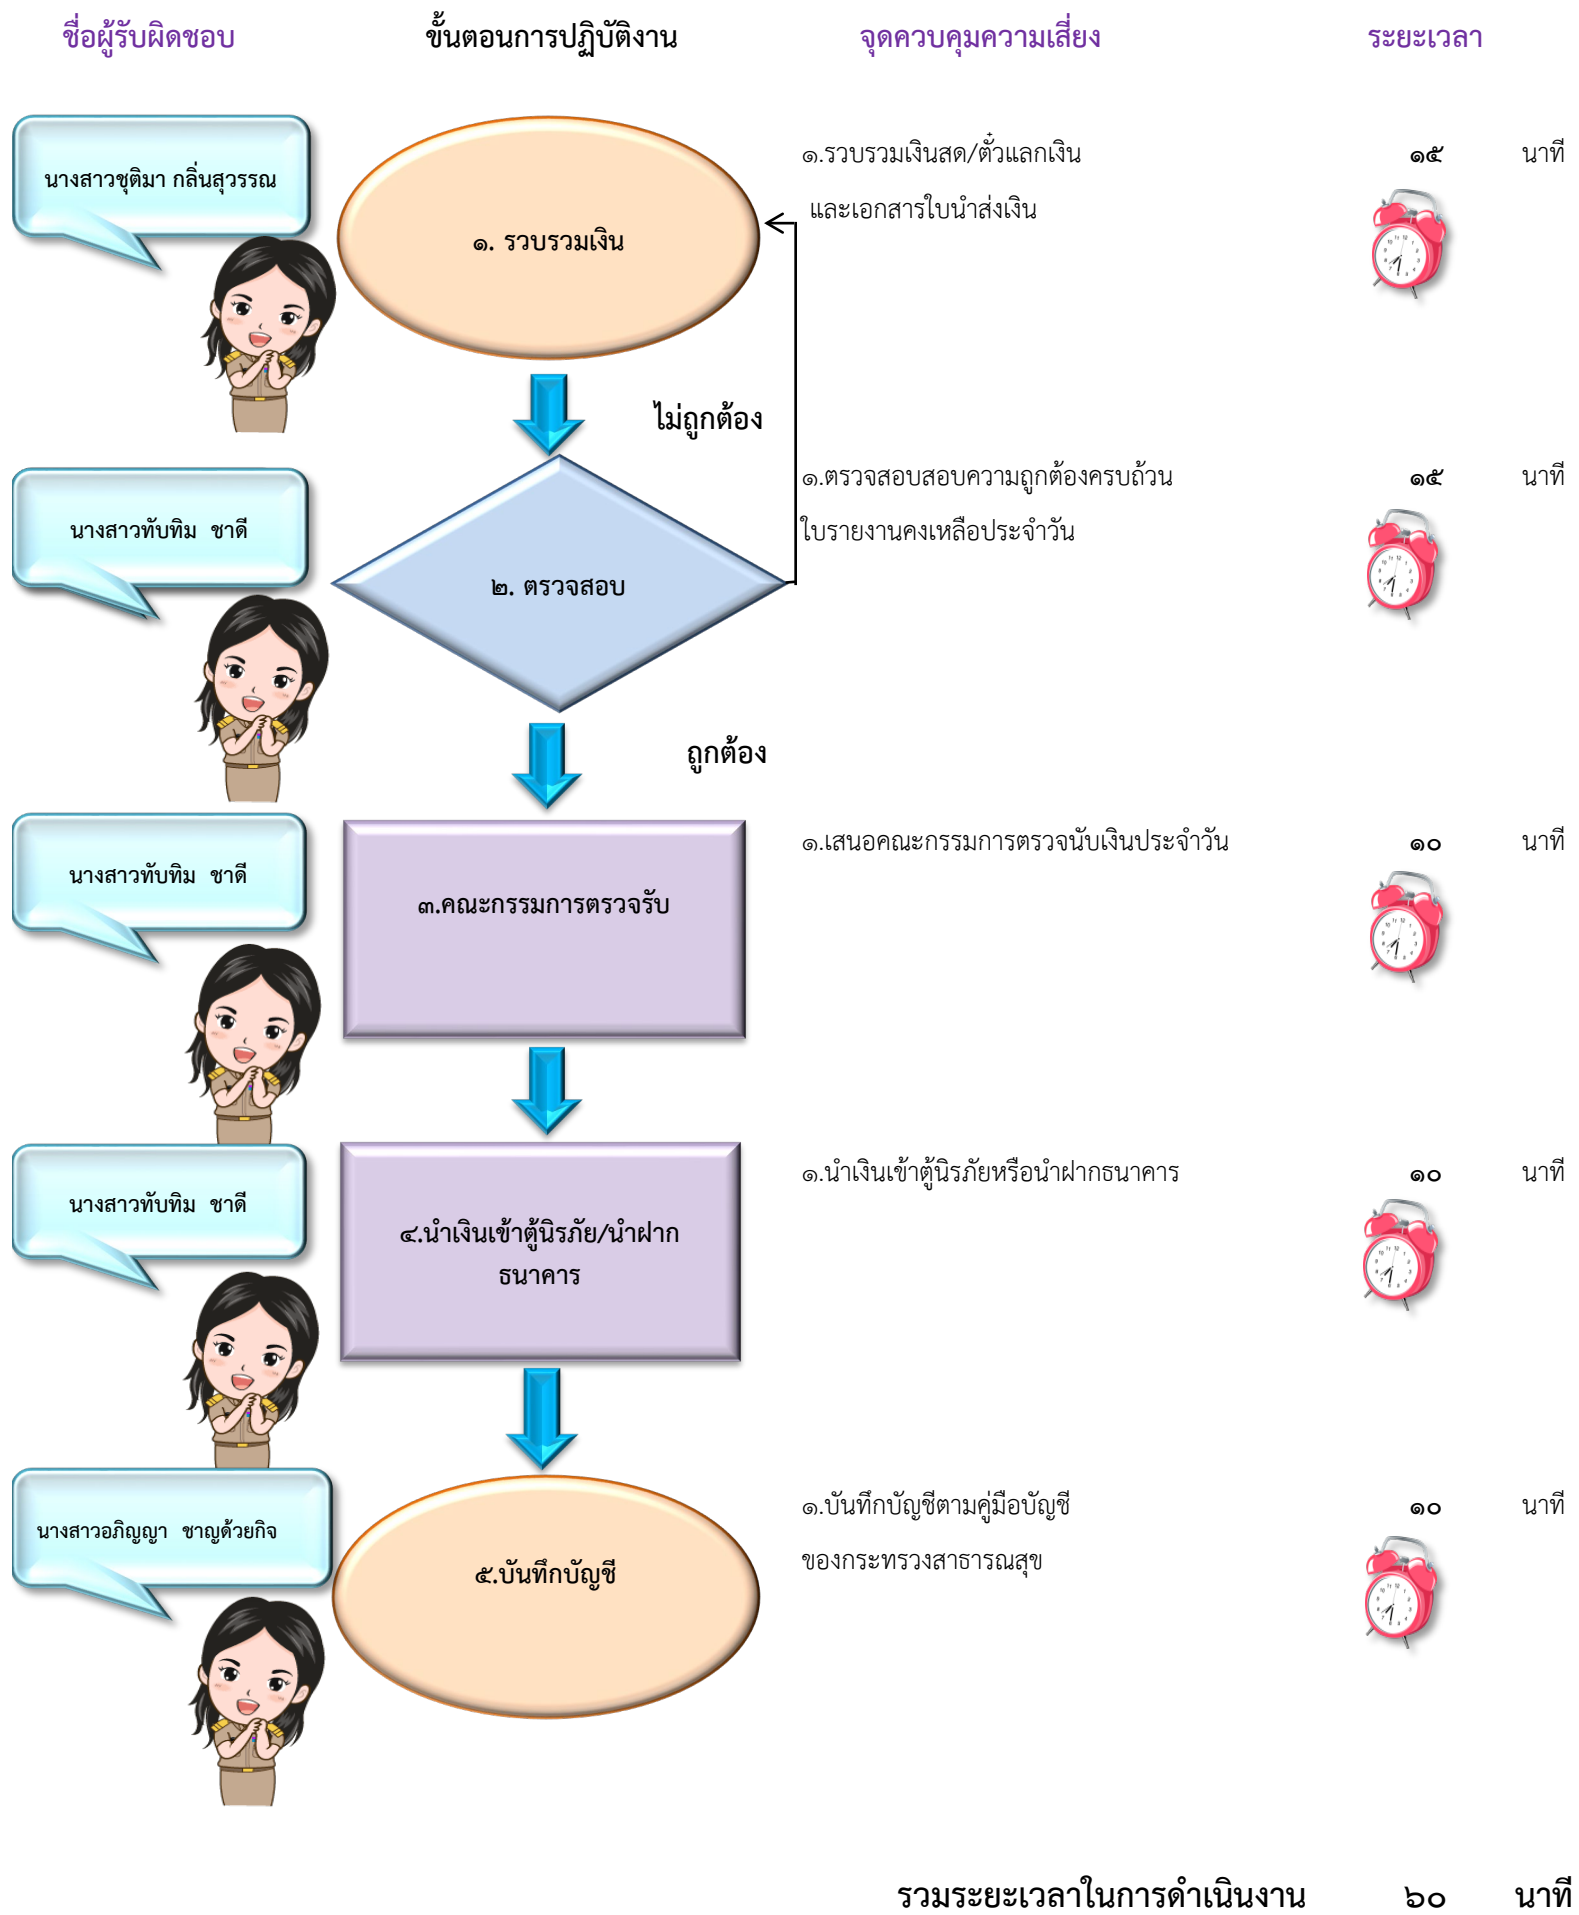 ชื่อผู้รับผิดชอบ ขั้นตอนการปฏิบัติงาน จุดควบคุมความเสี่ยง ระยะเวลา
นางสาวชุติมา กลิ่นสุวรรณ
๑. รวบรวมเงิน
๑.รวบรวมเงินสด/ตั๋วแลกเงิน
และเอกสารใบนำส่งเงิน
๑๕ นาที
ไม่ถูกต้อง
นางสาวทับทิม ชาดี
๒. ตรวจสอบ
๑.ตรวจสอบสอบความถูกต้องครบถ้วน
ใบรายงานคงเหลือประจำวัน
๑๕ นาที
ถูกต้อง
นางสาวทับทิม ชาดี
๓.คณะกรรมการตรวจรับ
๑.เสนอคณะกรรมการตรวจนับเงินประจำวัน
๑๐ นาที
นางสาวทับทิม ชาดี
๔.นำเงินเข้าตู้นิรภัย/นำฝาก
ธนาคาร
๑.นำเงินเข้าตู้นิรภัยหรือนำฝากธนาคาร
๑๐ นาที
นางสาวอภิญญา ชาญด้วยกิจ
๕.บันทึกบัญชี
๑.บันทึกบัญชีตามคู่มือบัญชี
ของกระทรวงสาธารณสุข
๑๐ นาที
รวมระยะเวลาในการดำเนินงาน ๖๐ นาที